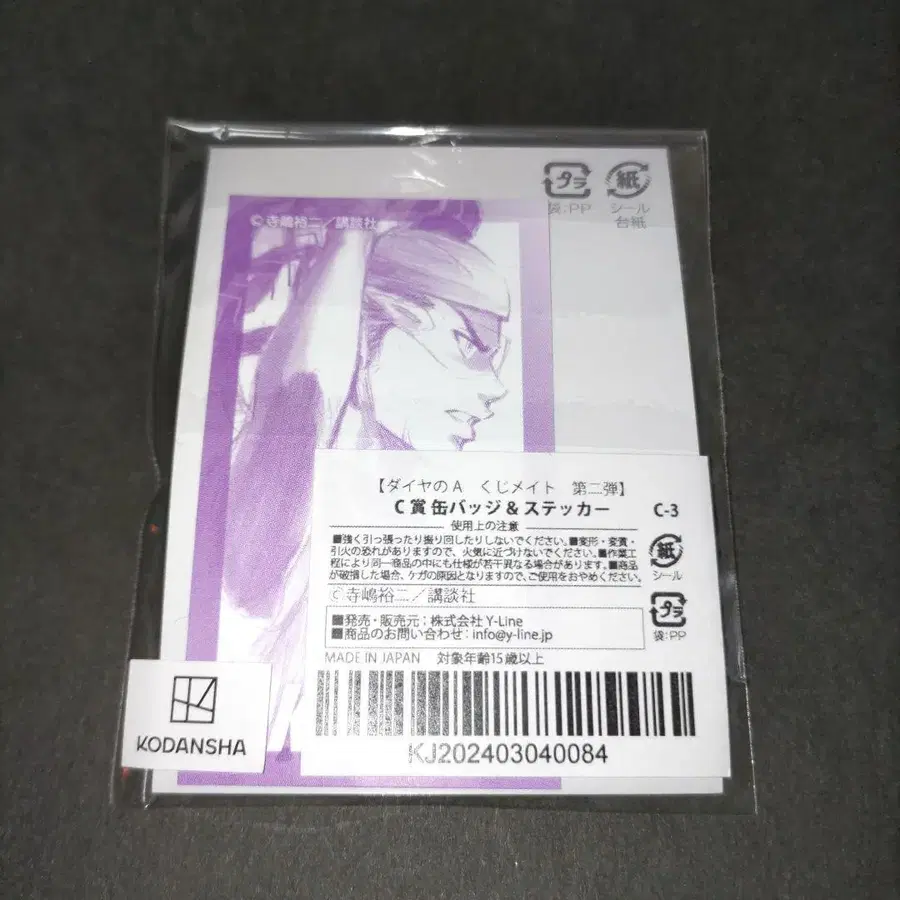 プラ
紙
袋:PP
シール
台紙
©寺嶋裕二／講談社
【ダイヤのA　くじメイト　第二弾】
C賞 缶バッジ＆ステッカー
C-3
使用上の注意
■強く引っ張ったり振り回したりしないでください。■変形・変質・
引火の恐れがありますので、火気に近づけないでください。■作業工
程により同一商品の中にも仕様が若干異なる場合があります。■商品
が破損した場合、ケガの原因となりますので、ご使用をおやめください。
紙
シール
©寺嶋裕二／講談社
プラ
袋:PP
■発売・販売元：株式会社 Y-Line
■商品のお問い合わせ：info@y-line.jp
MADE IN JAPAN　対象年齢15歳以上
KJ202403040084
KODANSHA